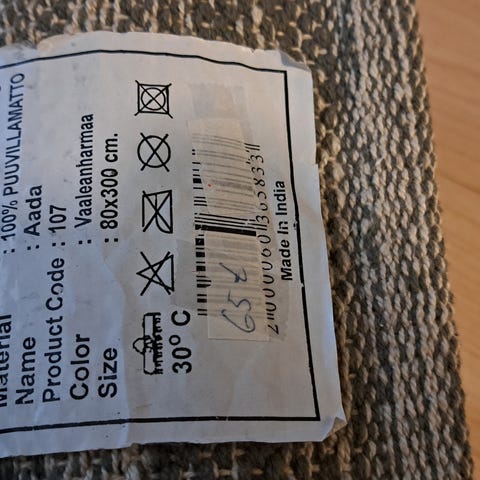 Material : 100% PUUVILLAMATTO
Name : Aada
Product Code : 107
Color : Vaaleanharmaa
Size : 80x300 cm.
30° C
65€
Made in India